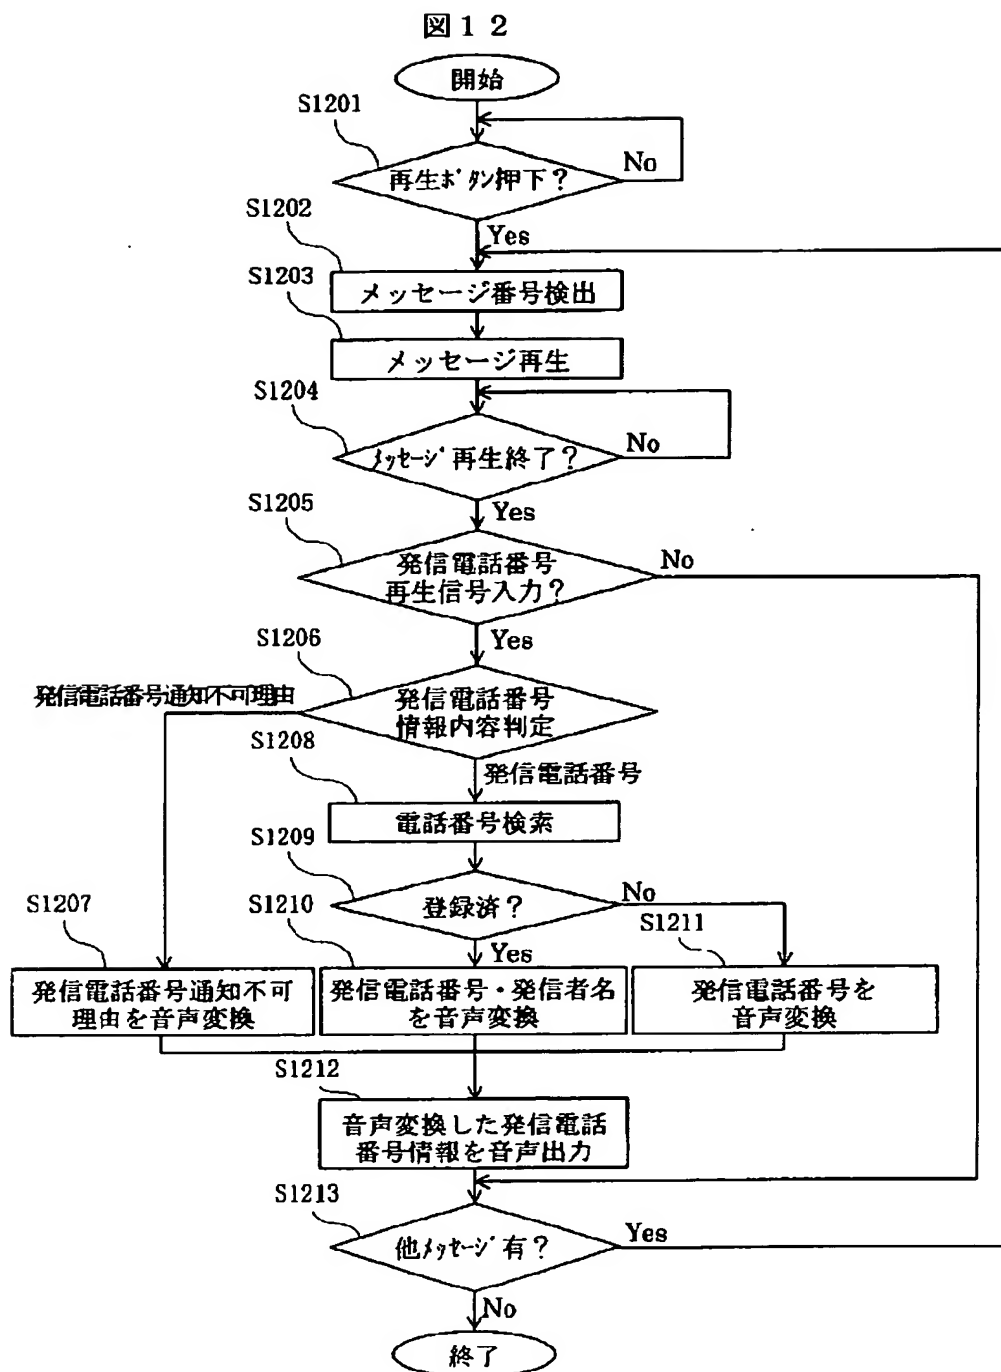 図12
開始
S1201
再生ボタン押下？
No
S1202
Yes
S1203
メッセージ番号検出
メッセージ再生
S1204
メッセージ再生終了？
No
S1205
Yes
発信電話番号
再生信号入力？
No
S1206
Yes
発信電話番号通知不可理由
発信電話番号
情報内容判定
S1208
発信電話番号
電話番号検索
S1209
登録済？
No
S1207
S1210
S1211
Yes
発信電話番号通知不可
理由を音声変換
発信電話番号・発信者名
を音声変換
発信電話番号を
音声変換
S1212
音声変換した発信電話
番号情報を音声出力
S1213
他メッセージ有？
Yes
No
終了